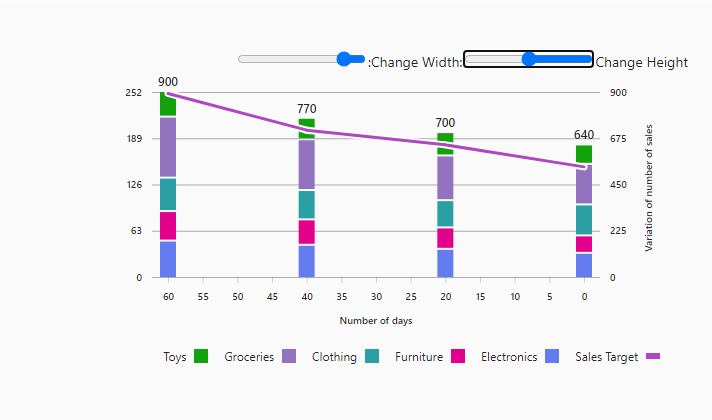 :Change Width: Change Height
900
770
700
640
252
189
126
63
0
900
675
450
225
0
Variation of number of sales
60 55 50 45 40 35 30 25 20 15 10 5 0
Number of days
Toys Groceries Clothing Furniture Electronics Sales Target